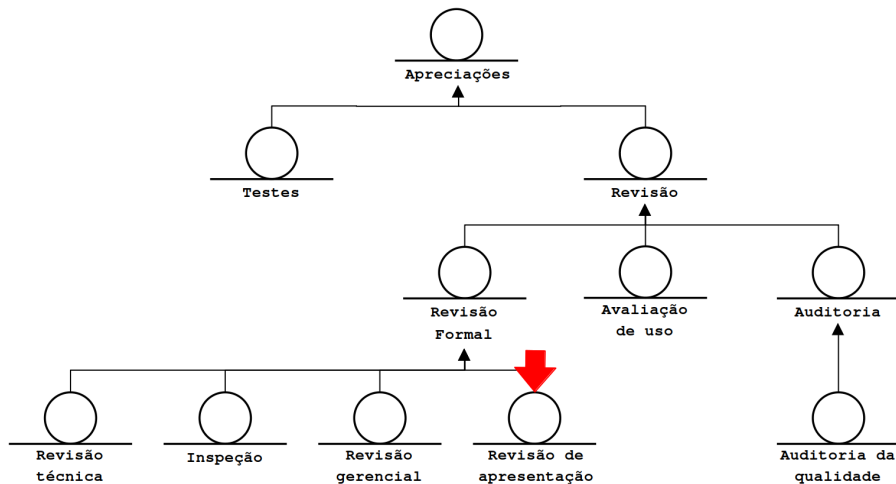 Apreciações
Testes
Revisão
Revisão
Formal
Avaliação
de uso
Auditoria
Revisão
técnica
Inspeção
Revisão
gerencial
Revisão de
apresentação
Auditoria da
qualidade